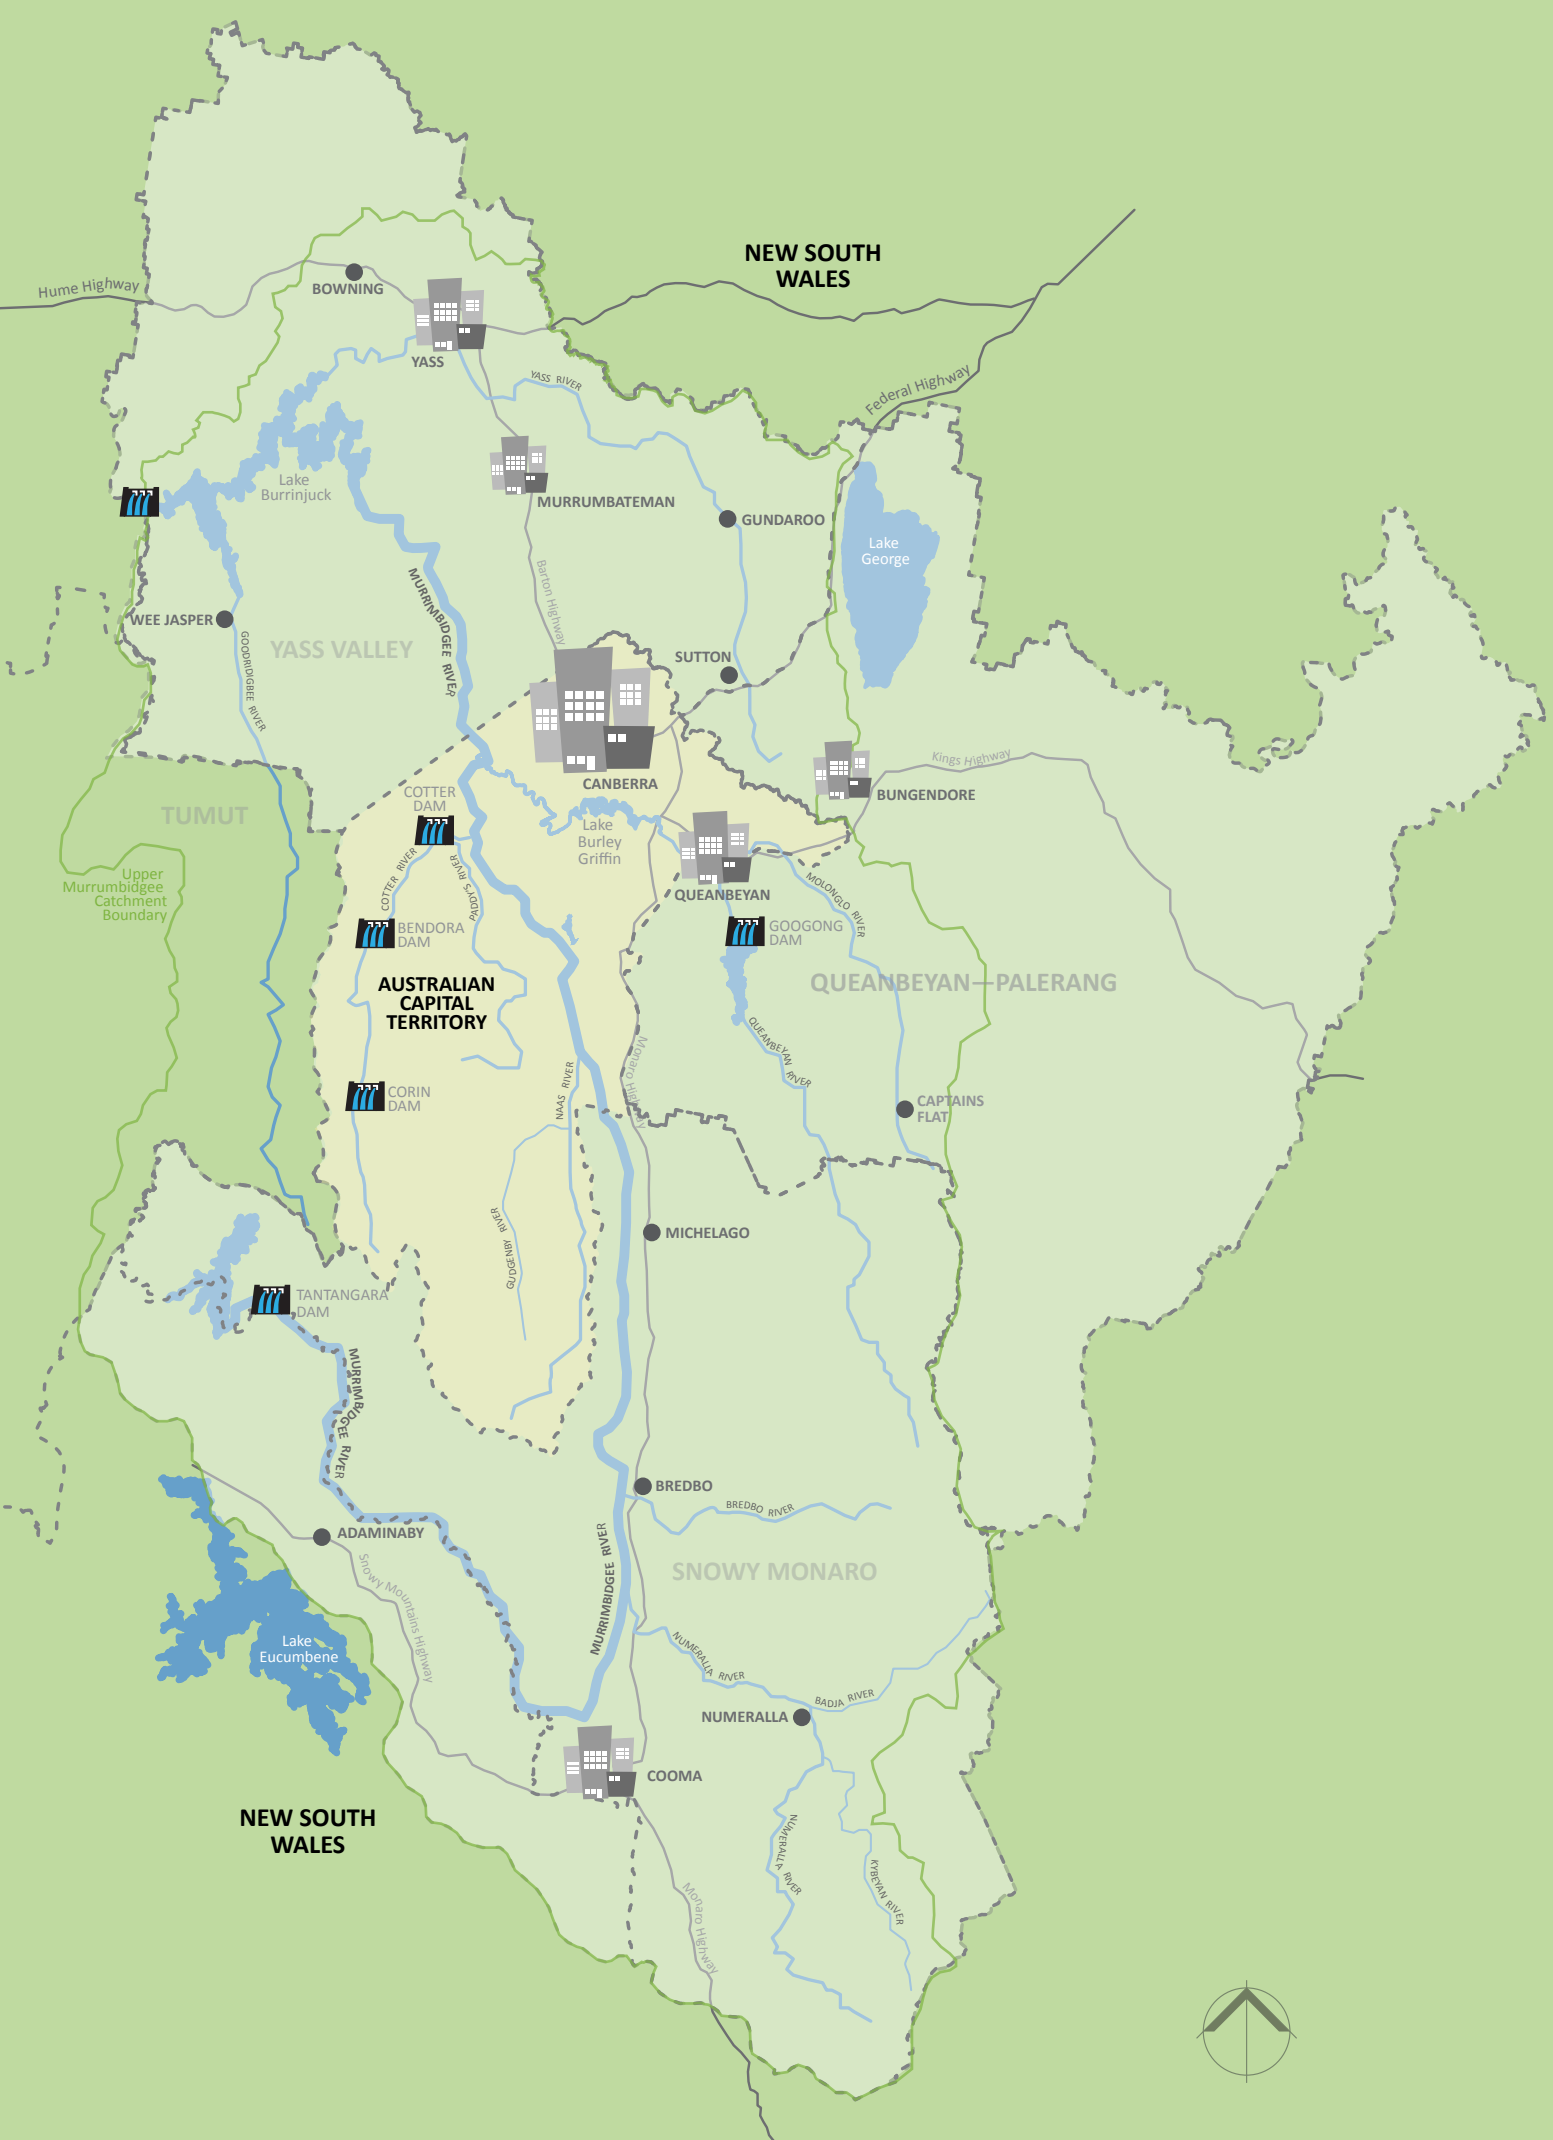 NEW SOUTH
WALES
Hume Highway
BOWNING
YASS
YASS RIVER
Federal Highway
Lake
Burrinjuck
MURRUMBATEMAN
GUNDAROO
Lake
George
Barton Highway
MURRIMBIDGEE RIVER
WEE JASPER
GOODRIDIGBEE RIVER
YASS VALLEY
SUTTON
Kings Highway
CANBERRA
BUNGENDORE
COTTER
DAM
TUMUT
Lake
Burley
Griffin
Upper
Murrumbidgee
Catchment
Boundary
COTTER RIVER
PADDY'S RIVER
QUEANBEYAN
MOLONGLO RIVER
BENDORA
DAM
GOOGONG
DAM
AUSTRALIAN
CAPITAL
TERRITORY
QUEANBEYAN—PALERANG
QUEANBEYAN RIVER
Monaro Highway
NAAS RIVER
CORIN
DAM
CAPTAINS
FLAT
GUDGENBY RIVER
MICHELAGO
TANTANGARA
DAM
MURRIMBIDGEE RIVER
BREDBO
BREDBO RIVER
ADAMINABY
Snowy Mountains Highway
MURRIMBIDGEE RIVER
SNOWY MONARO
Lake
Eucumbene
NUMERALLA RIVER
BADJA RIVER
NUMERALLA
COOMA
NEW SOUTH
WALES
NUMERALLA RIVER
KYBEYAN RIVER
Monaro Highway